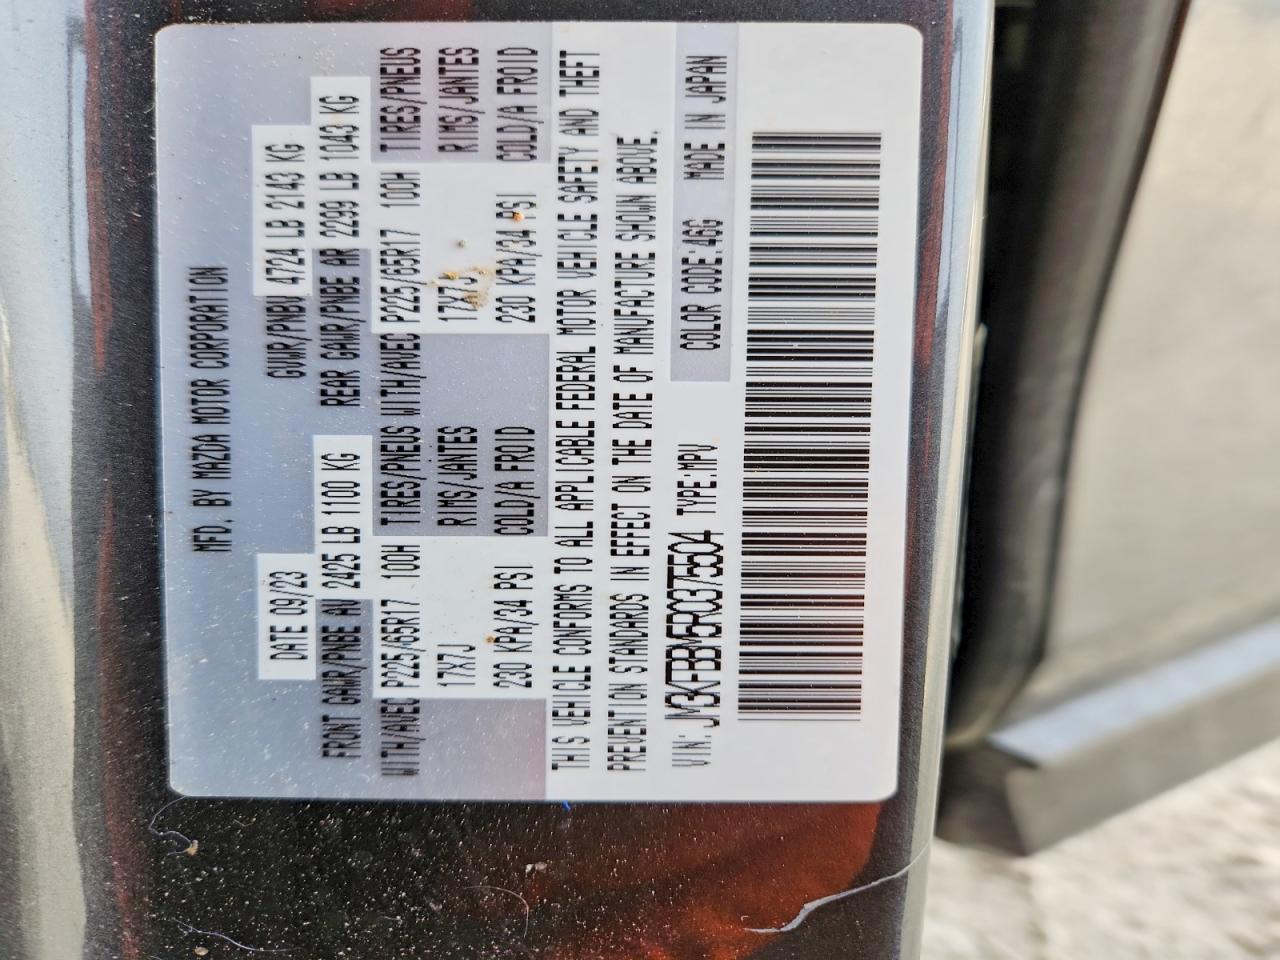 MFD. BY MAZDA MOTOR CORPORATION
DATE 09/23 GVWR/PNBV 4724 LB 2143 KG
FRONT GAWR/PNBE AV 2425 LB 1100 KG REAR GAWR/PNBE AR 2299 LB 1043 KG
WITH/AVEC P225/65R17 100H TIRES/PNEUS WITH/AVEC P225/65R17 100H TIRES/PNEUS
17X7J RIMS/JANTES 17X7J RIMS/JANTES
230 KPA/34 PSI COLD/A FROID 230 KPA/34 PSI COLD/A FROID
THIS VEHICLE CONFORMS TO ALL APPLICABLE FEDERAL MOTOR VEHICLE SAFETY AND THEFT
PREVENTION STANDARDS IN EFFECT ON THE DATE OF MANUFACTURE SHOWN ABOVE.
VIN: JM3KFBBM5R0375504 TYPE:MPV COLOR CODE:46G MADE IN JAPAN